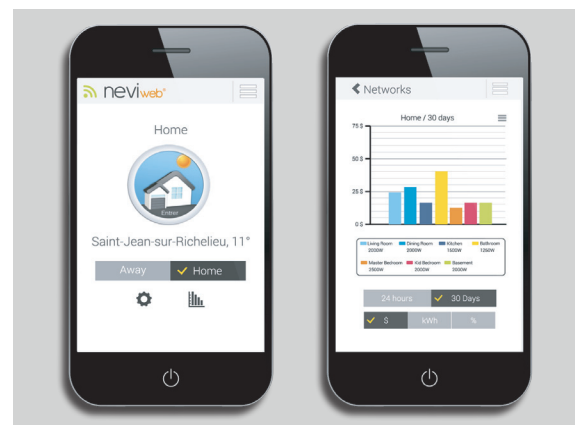 neviweb®
Home
Entrer
Saint-Jean-sur-Richelieu, 11°
Away
Home
Networks
Home / 30 days
75 $
50 $
25 $
0 $
Living Room Dining Room Kitchen Bathroom
2000W 2000W 1500W 1250W
Master Bedroom Kid Bedroom Basement
2500W 2000W 3000W
24 hours
30 Days
$
kWh
%